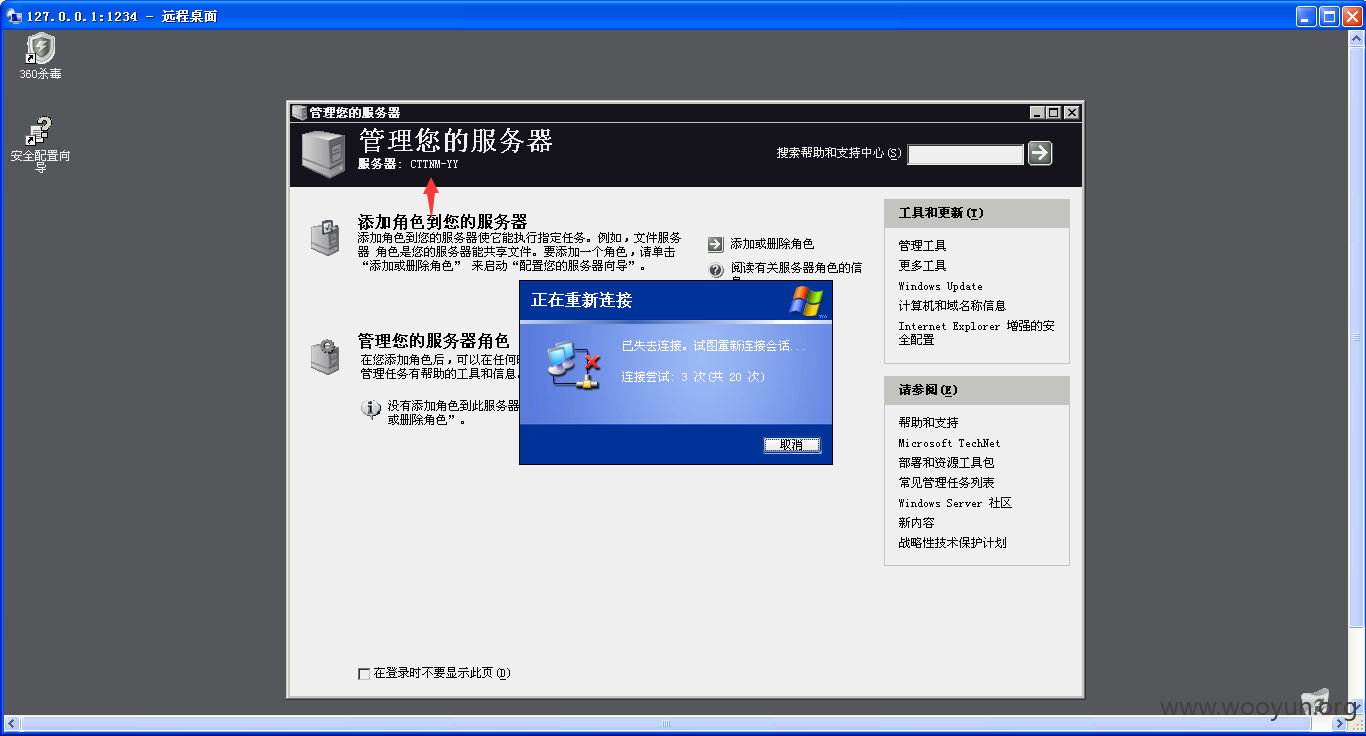 127.0.0.1:1234 - 远程桌面
360杀毒
安全配置向
导
管理您的服务器
管理您的服务器
服务器: CTTNM-YY
搜索帮助和支持中心(S)
添加角色到您的服务器
添加角色到您的服务器使它能执行指定任务。例如，文件服务
器 角色是您的服务器能共享文件。要添加一个角色，请单击
“添加或删除角色” 来启动“配置您的服务器向导”。
添加或删除角色
阅读有关服务器角色的信
管理您的服务器角色
在您添加角色后，可以在任何
管理任务有帮助的工具和信息。
没有添加角色到此服务器
或删除角色”。
正在重新连接
已失去连接。试图重新连接会话...
连接尝试: 3 次(共 20 次)
取消
工具和更新(T)
管理工具
更多工具
Windows Update
计算机和域名称信息
Internet Explorer 增强的安
全配置
请参阅(E)
帮助和支持
Microsoft TechNet
部署和资源工具包
常见管理任务列表
Windows Server 社区
新内容
战略性技术保护计划
在登录时不要显示此页(D)
www.wooyun.org